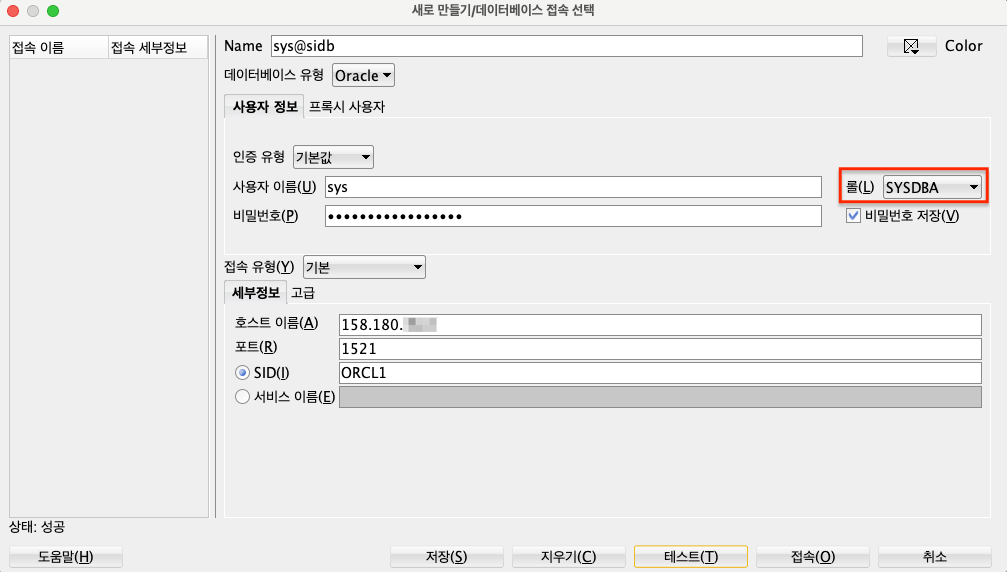 새로 만들기/데이터베이스 접속 선택
접속 이름 접속 세부정보
Name sys@sidb Color
데이터베이스 유형 Oracle
사용자 정보 프록시 사용자
인증 유형 기본값
사용자 이름(U) sys 롤(L) SYSDBA
비밀번호(P) ••••••••••••••••• 비밀번호 저장(V)
접속 유형(Y) 기본
세부정보 고급
호스트 이름(A) 158.180.
포트(R) 1521
SID(I) ORCL1
서비스 이름(E)
상태: 성공
도움말(H) 저장(S) 지우기(C) 테스트(T) 접속(O) 취소